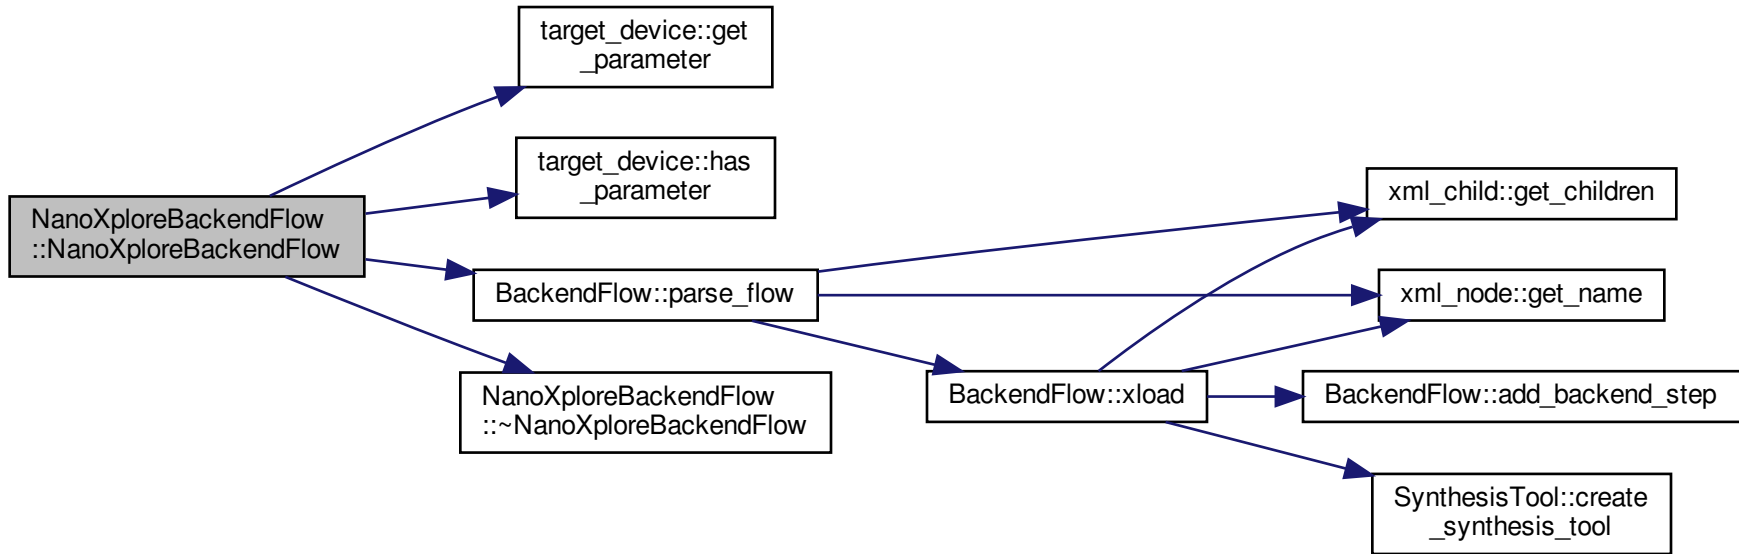 target_device::get
_parameter
target_device::has
_parameter
NanoXploreBackendFlow
::NanoXploreBackendFlow
BackendFlow::parse_flow
NanoXploreBackendFlow
::~NanoXploreBackendFlow
BackendFlow::xload
xml_child::get_children
xml_node::get_name
BackendFlow::add_backend_step
SynthesisTool::create
_synthesis_tool